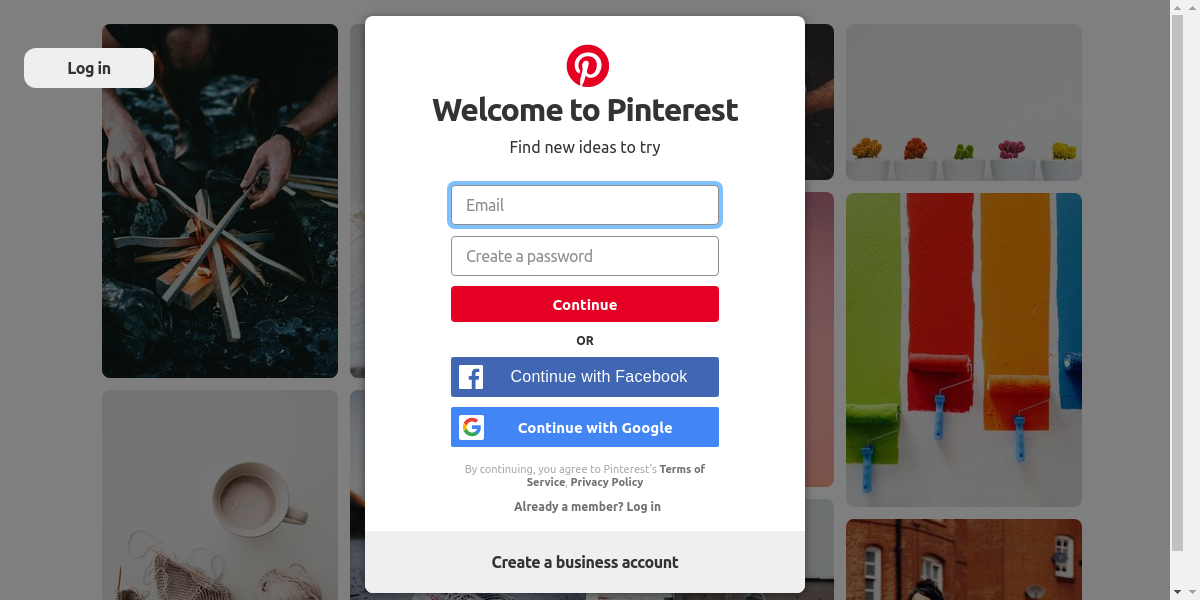 Log in
Welcome to Pinterest
Find new ideas to try
Email
Create a password
Continue
OR
Continue with Facebook
Continue with Google
By continuing, you agree to Pinterest's Terms of
Service, Privacy Policy
Already a member? Log in
Create a business account